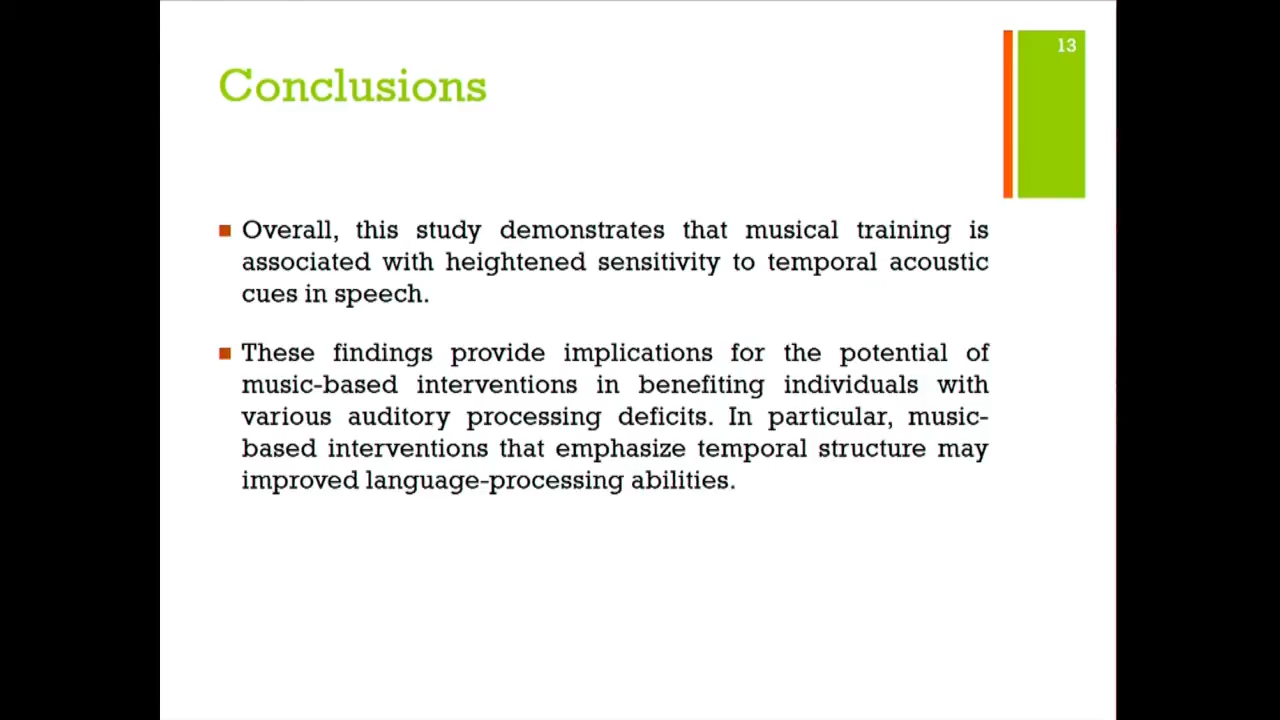 13
Conclusions
Overall, this study demonstrates that musical training is
associated with heightened sensitivity to temporal acoustic
cues in speech.
These findings provide implications for the potential of
music-based interventions in benefiting individuals with
various auditory processing deficits. In particular, music-
based interventions that emphasize temporal structure may
improved language-processing abilities.